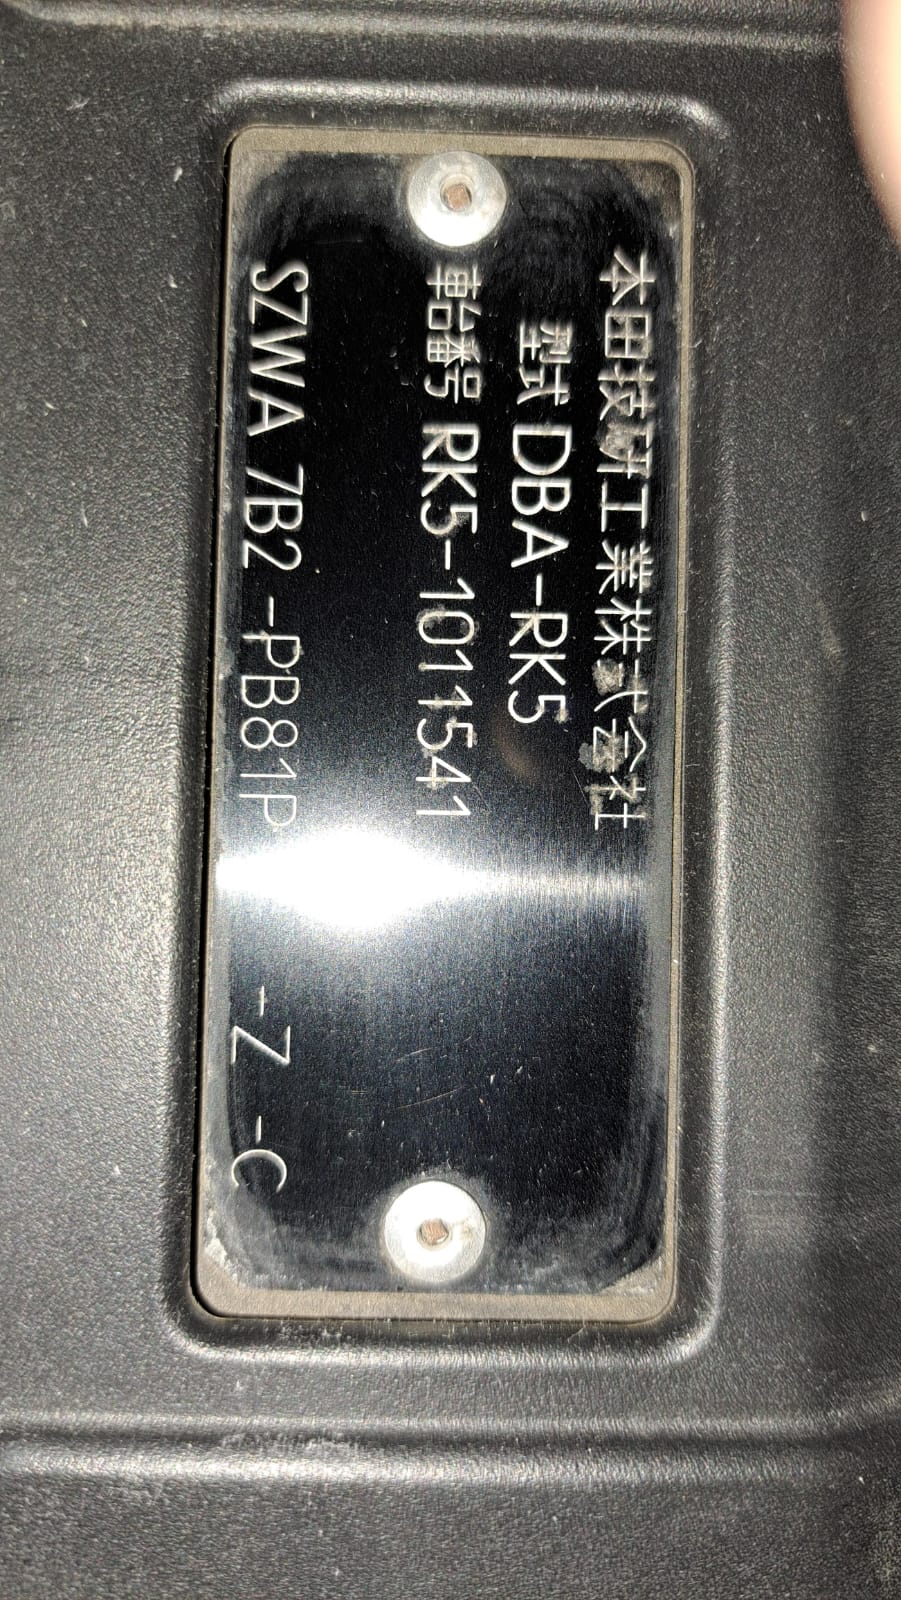 本田技研工業株式会社
型式 DBA-RK5
車台番号 RK5-1011541
SZWA 7B2 -PB81P -Z -C